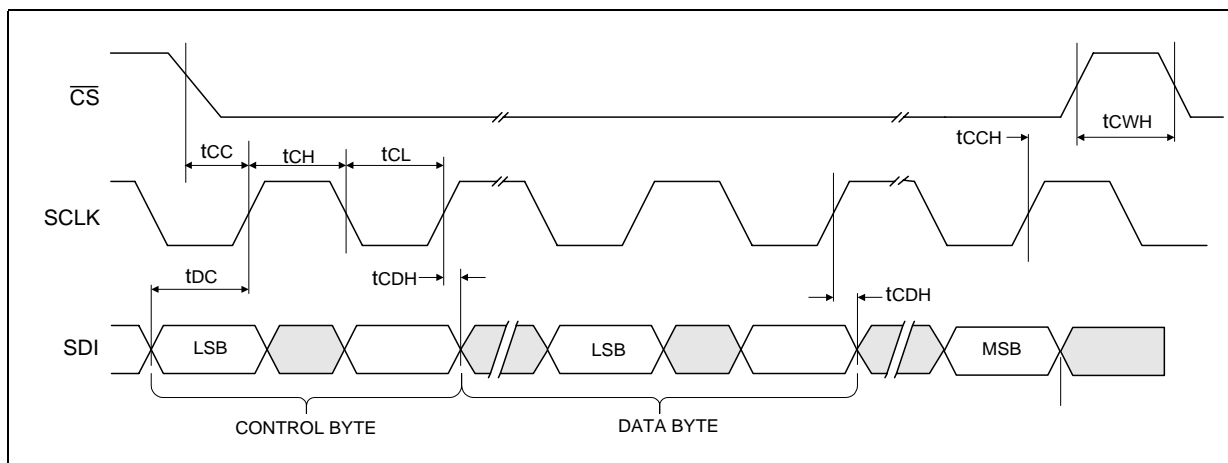 CS
tCWH
tCCH
tCC
tCH
tCL
SCLK
tDC
tCDH
tCDH
SDI
LSB
LSB
MSB
CONTROL BYTE
DATA BYTE